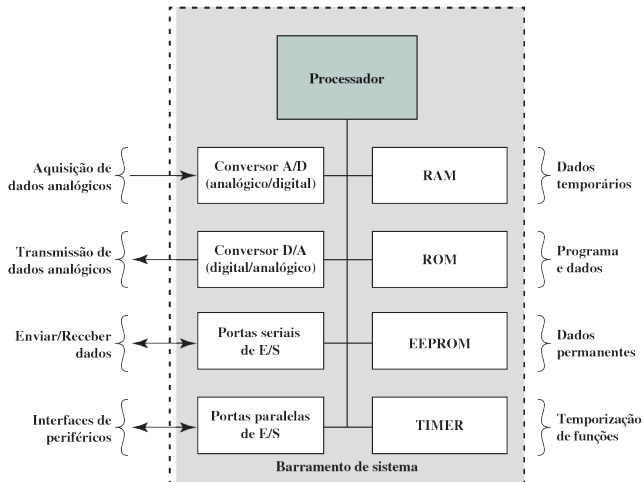 Processador
Aquisição de
dados analógicos
Conversor A/D
(analógico/digital)
RAM
Dados
temporários
Transmissão de
dados analógicos
Conversor D/A
(digital/analógico)
ROM
Programa
e dados
Enviar/Receber
dados
Portas seriais
de E/S
EEPROM
Dados
permanentes
Interfaces de
periféricos
Portas paralelas
de E/S
TIMER
Temporização
de funções
Barramento de sistema